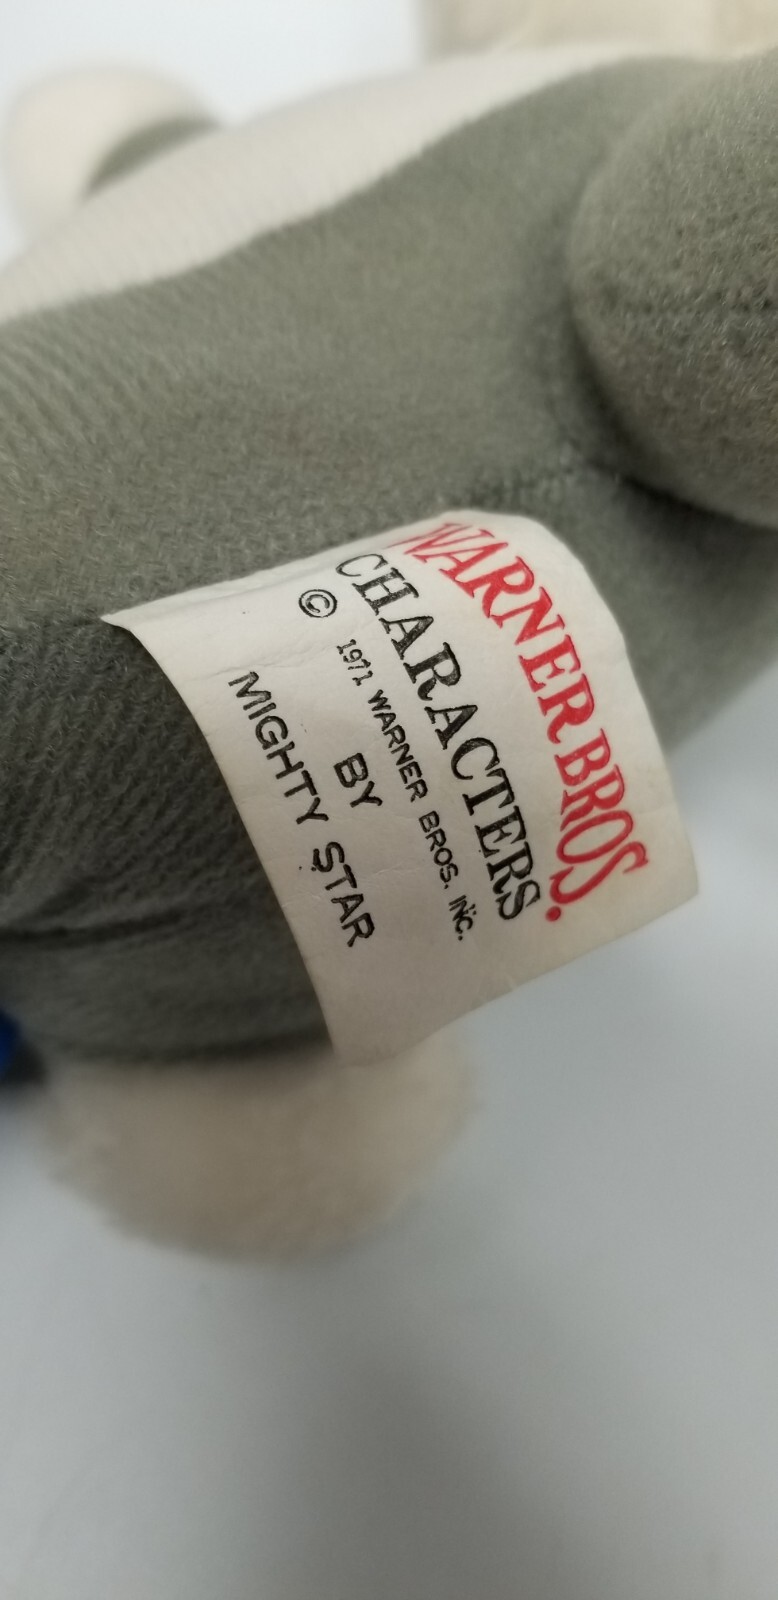 WARNER BROS.
CHARACTERS
© 1971 WARNER BROS. INC.
BY
MIGHTY STAR